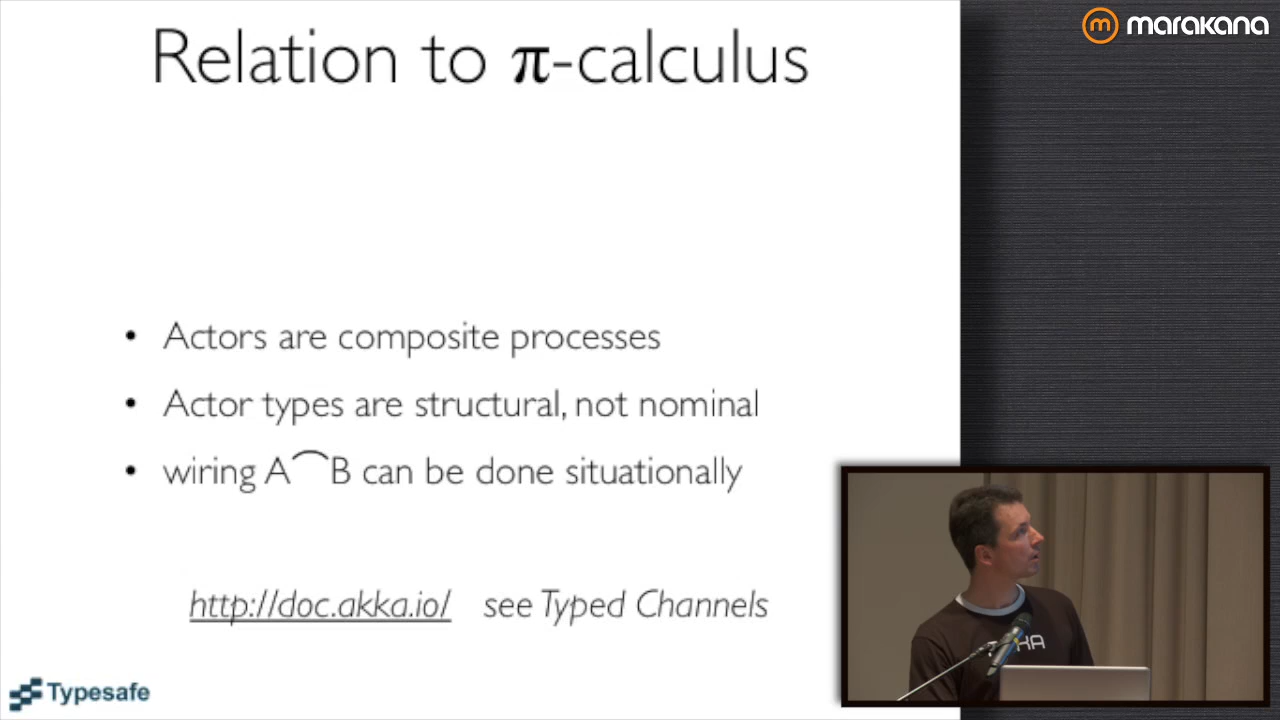 marakana
Relation to π-calculus
• Actors are composite processes
• Actor types are structural, not nominal
• wiring A⁀B can be done situationally
http://doc.akka.io/ see Typed Channels
Typesafe